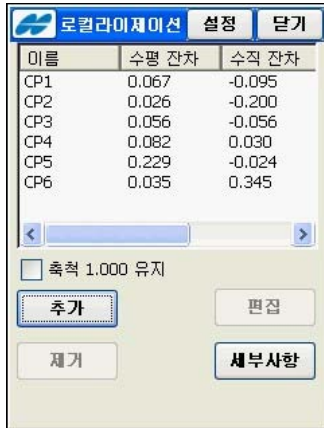 로컬라이제이션 설정 닫기
이름 수평 잔차 수직 잔차
CP1 0.067 -0.095
CP2 0.026 -0.200
CP3 0.056 -0.056
CP4 0.082 0.030
CP5 0.229 -0.024
CP6 0.035 0.345
축척 1.000 유지
추가 편집
제거 세부사항